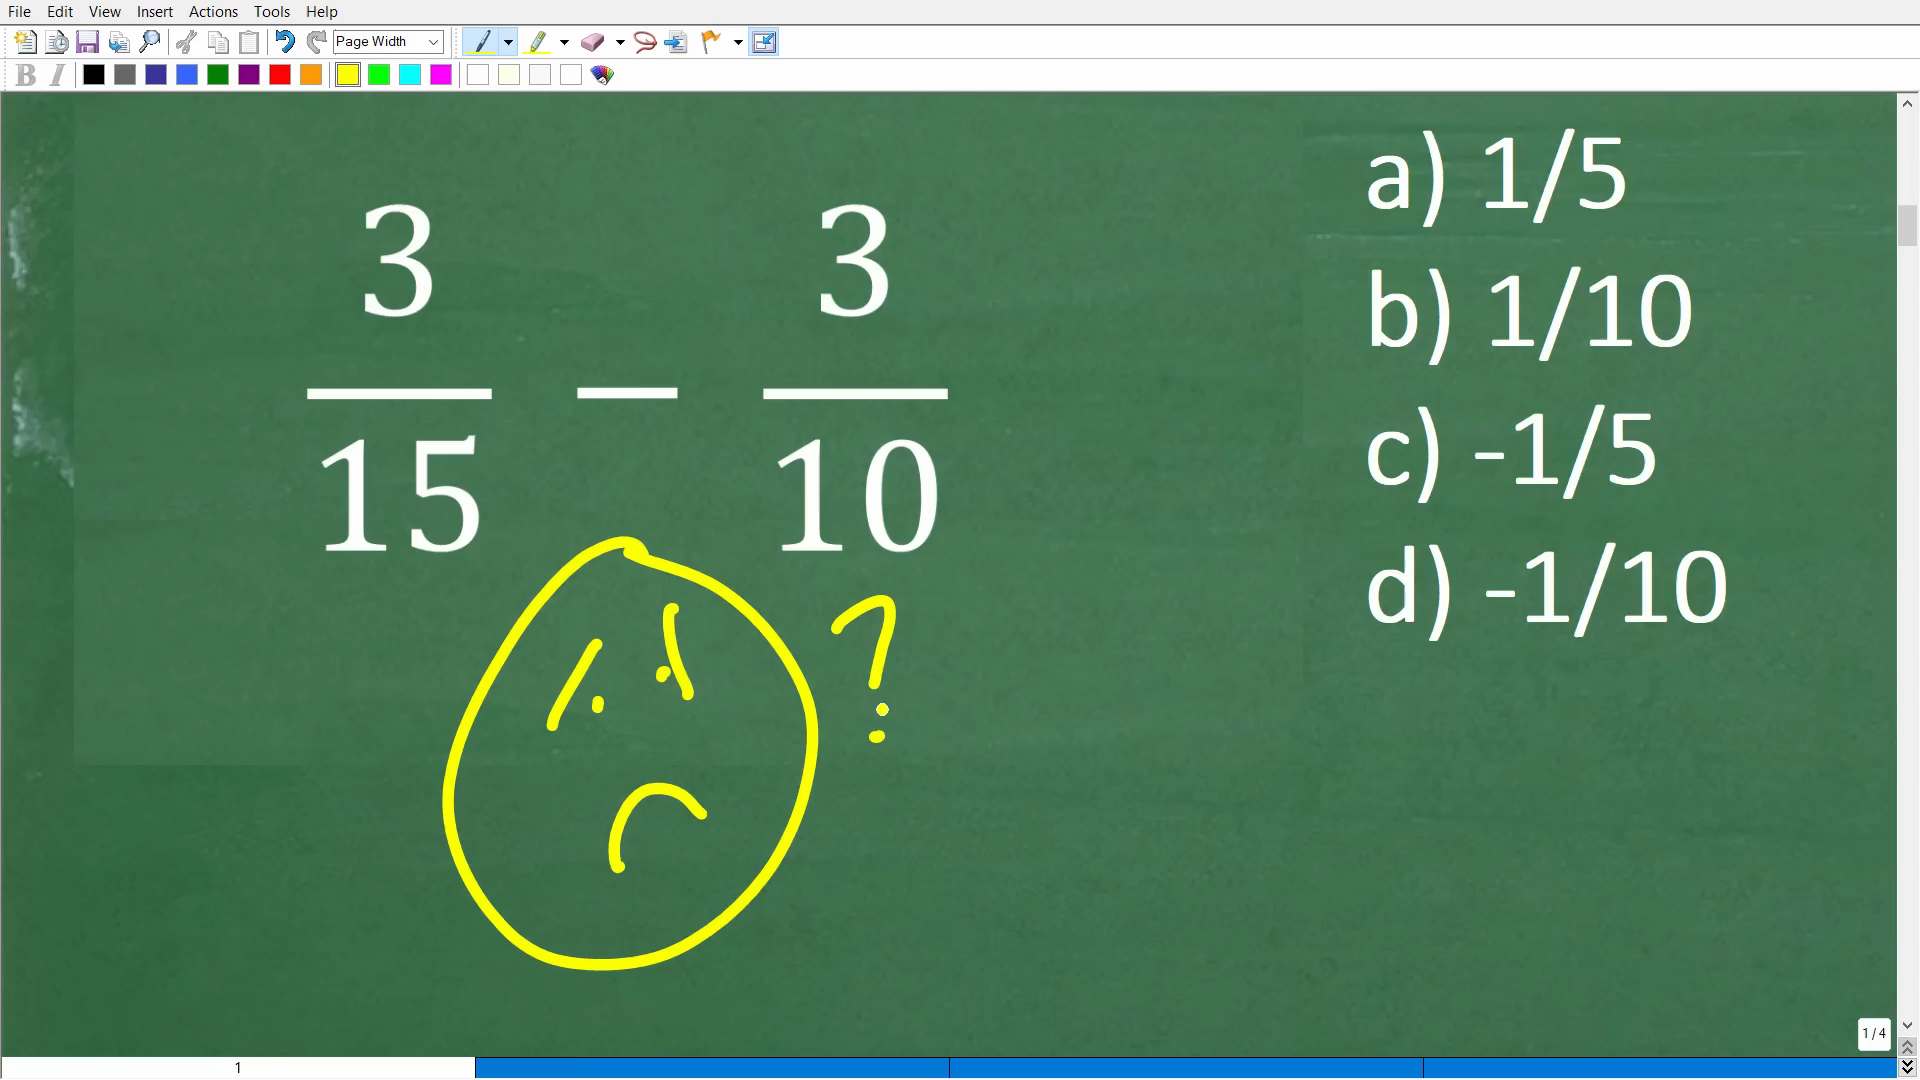 File Edit View Insert Actions Tools Help
Page Width
B I
3/15 – 3/10
a) 1/5
b) 1/10
c) -1/5
d) -1/10
?
1 / 4
1